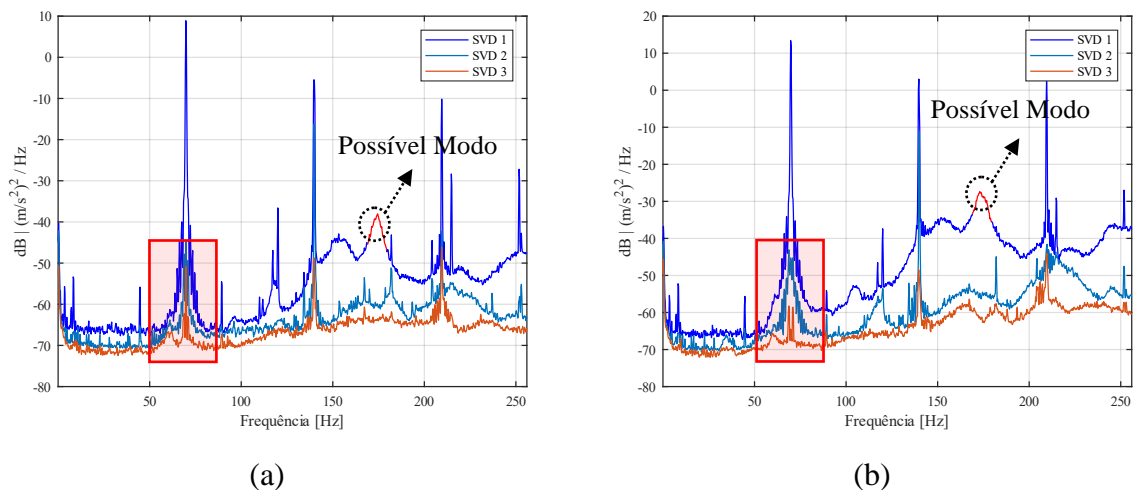 10
0
-10
-20
-30
-40
-50
-60
-70
-80
dB | (m/s²)² / Hz
50
100
150
200
250
Frequência [Hz]
SVD 1
SVD 2
SVD 3
Possível Modo
(a)
20
10
0
-10
-20
-30
-40
-50
-60
-70
-80
dB | (m/s²)² / Hz
50
100
150
200
250
Frequência [Hz]
SVD 1
SVD 2
SVD 3
Possível Modo
(b)